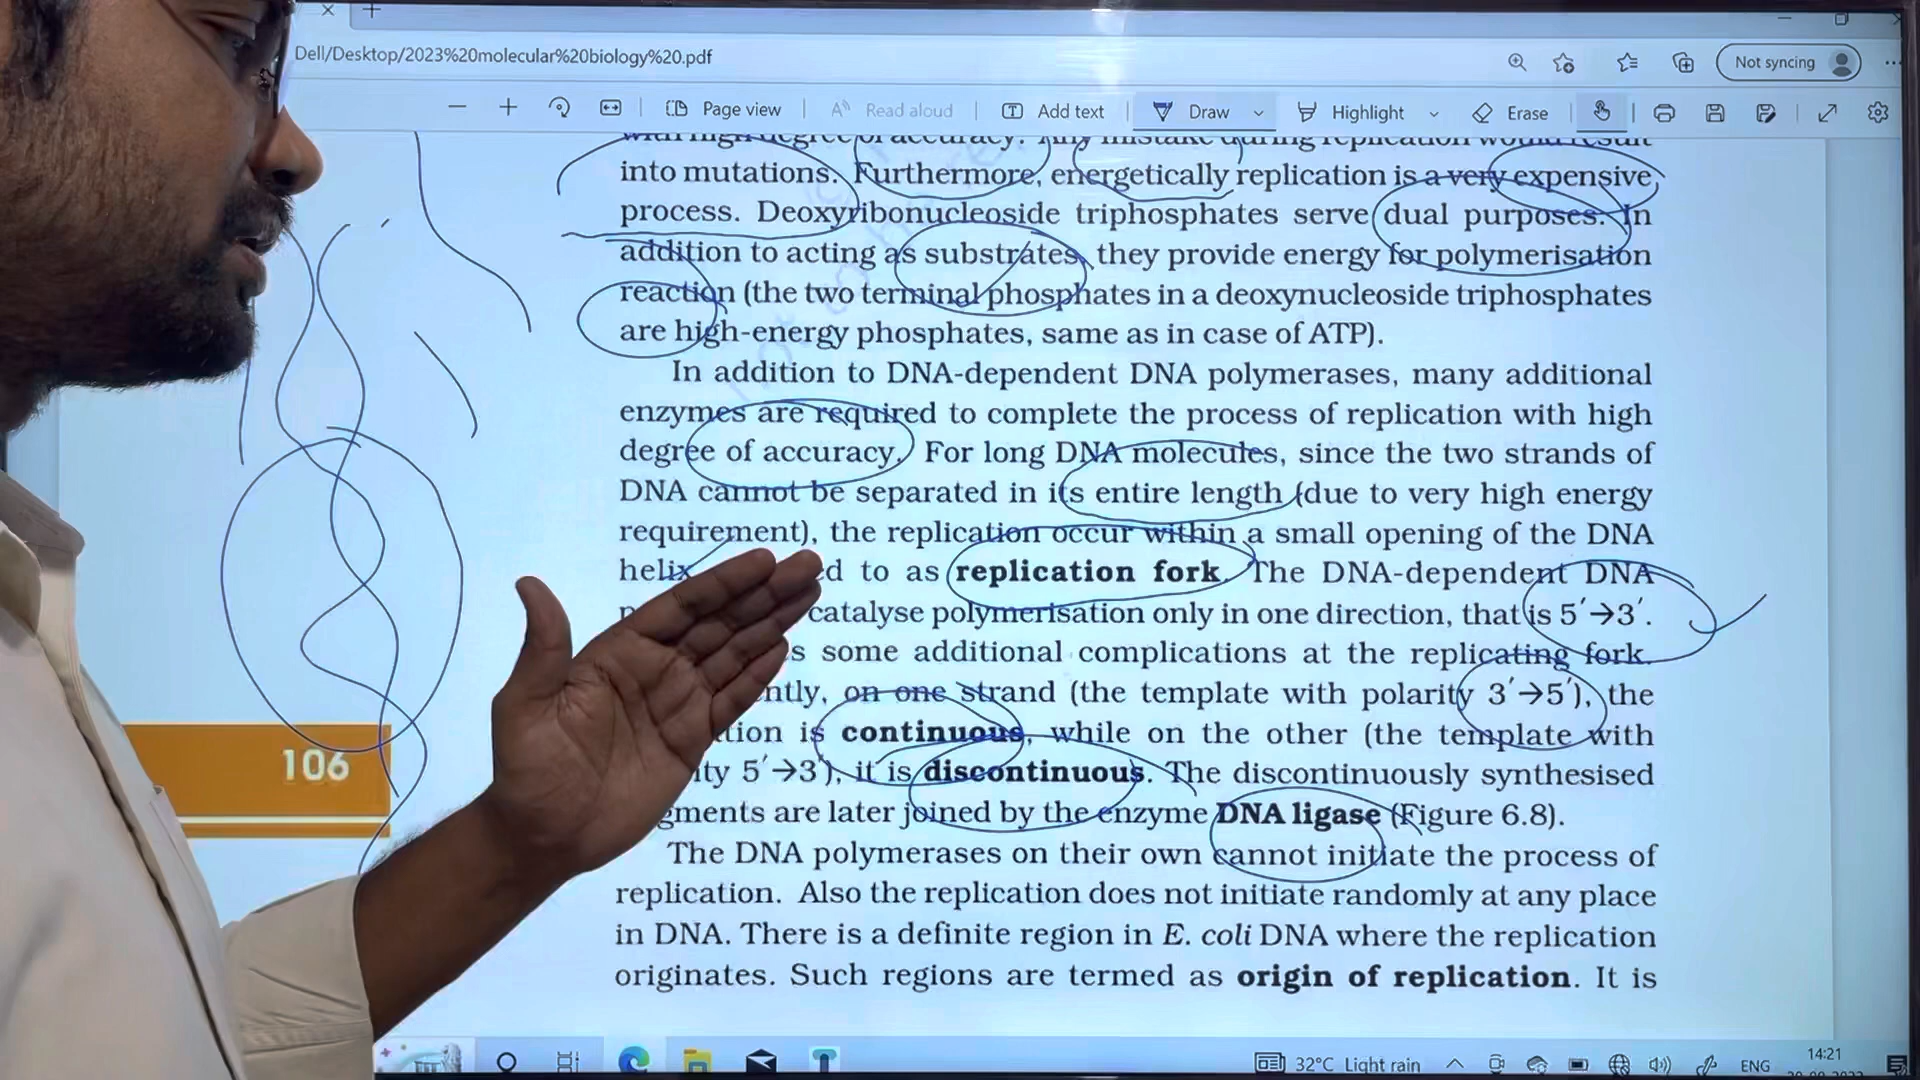 Dell/Desktop/2023%20molecular%20biology%20.pdf
Not syncing
Page view
Read aloud
Add text
Draw
Highlight
Erase
with high degree of accuracy. Any mistake during replication would result
into mutations. Furthermore, energetically replication is a very expensive
process. Deoxyribonucleoside triphosphates serve dual purposes. In
addition to acting as substrates, they provide energy for polymerisation
reaction (the two terminal phosphates in a deoxynucleoside triphosphates
are high-energy phosphates, same as in case of ATP).
In addition to DNA-dependent DNA polymerases, many additional
enzymes are required to complete the process of replication with high
degree of accuracy. For long DNA molecules, since the two strands of
DNA cannot be separated in its entire length (due to very high energy
requirement), the replication occur within a small opening of the DNA
helix, d to as replication fork. The DNA-dependent DNA
catalyse polymerisation only in one direction, that is 5′→3′.
s some additional complications at the replicating fork.
ntly, on one strand (the template with polarity 3′→5′), the
tion is continuous, while on the other (the template with
ity 5′→3′), it is discontinuous. The discontinuously synthesised
gments are later joined by the enzyme DNA ligase (Figure 6.8).
The DNA polymerases on their own cannot initiate the process of
replication. Also the replication does not initiate randomly at any place
in DNA. There is a definite region in E. coli DNA where the replication
originates. Such regions are termed as origin of replication. It is
106
32°C Light rain
ENG
14:21